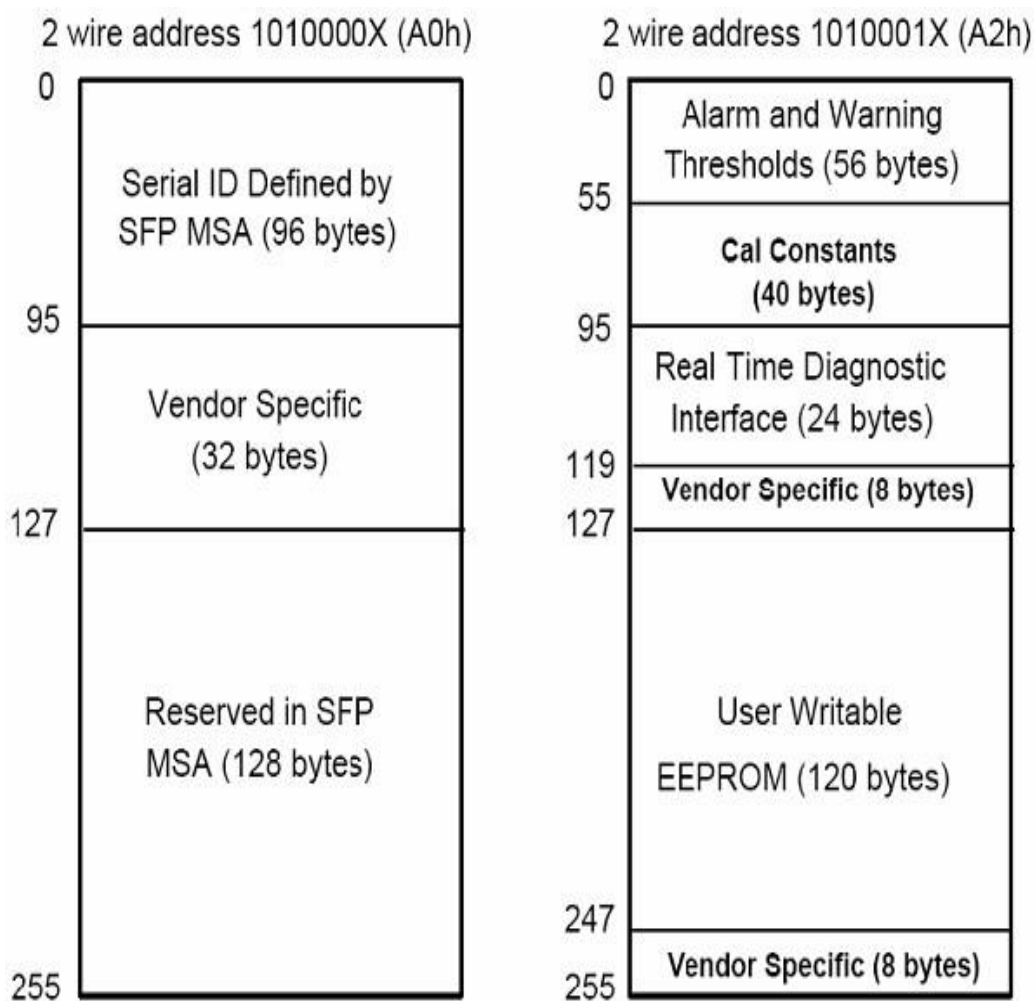 2 wire address 1010000X (A0h)
0
Serial ID Defined by
SFP MSA (96 bytes)
95
Vendor Specific
(32 bytes)
127
Reserved in SFP
MSA (128 bytes)
255
2 wire address 1010001X (A2h)
0
Alarm and Warning
Thresholds (56 bytes)
55
Cal Constants
(40 bytes)
95
Real Time Diagnostic
Interface (24 bytes)
119
Vendor Specific (8 bytes)
127
User Writable
EEPROM (120 bytes)
247
Vendor Specific (8 bytes)
255